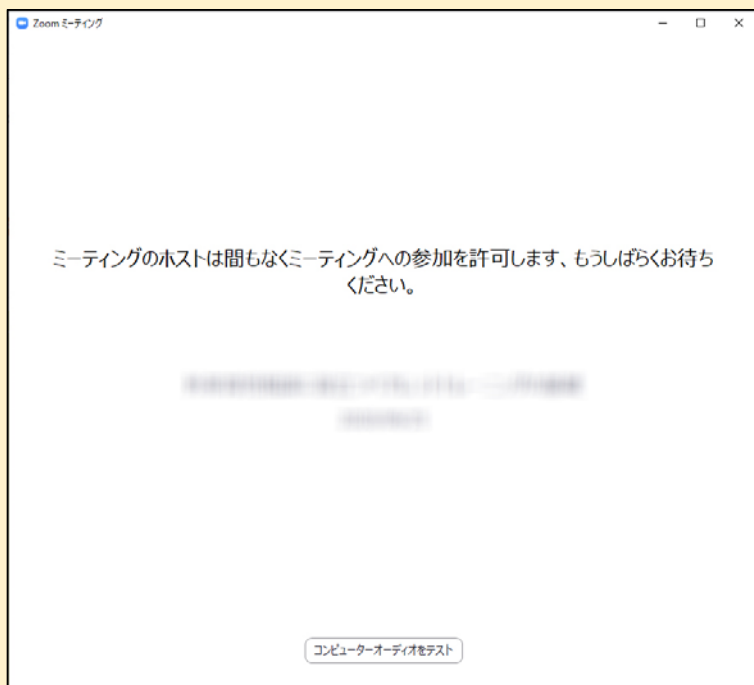 Zoom ミーティング
ミーティングのホストは間もなくミーティングへの参加を許可します、もうしばらくお待ち
ください。
コンピューターオーディオをテスト